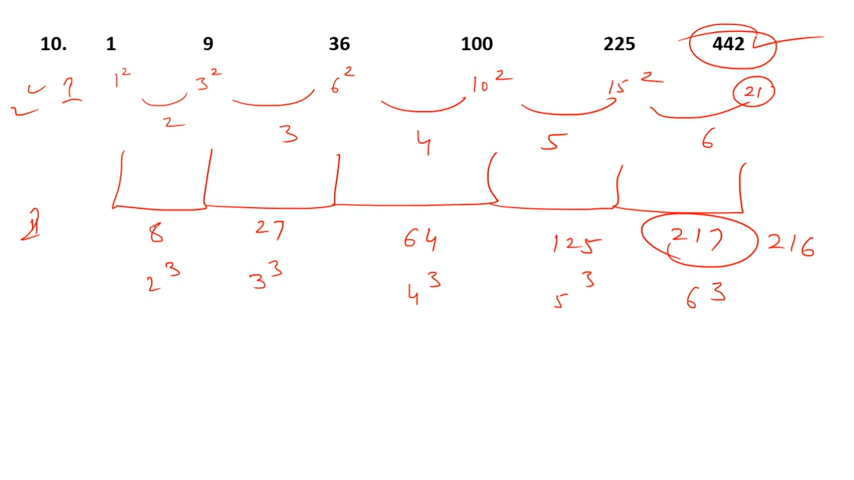 10. 1 9 36 100 225 442
1² 3² 6² 10² 15² 21
2 3 4 5 6
8 27 64 125 217 216
2³ 3³ 4³ 5³ 6³